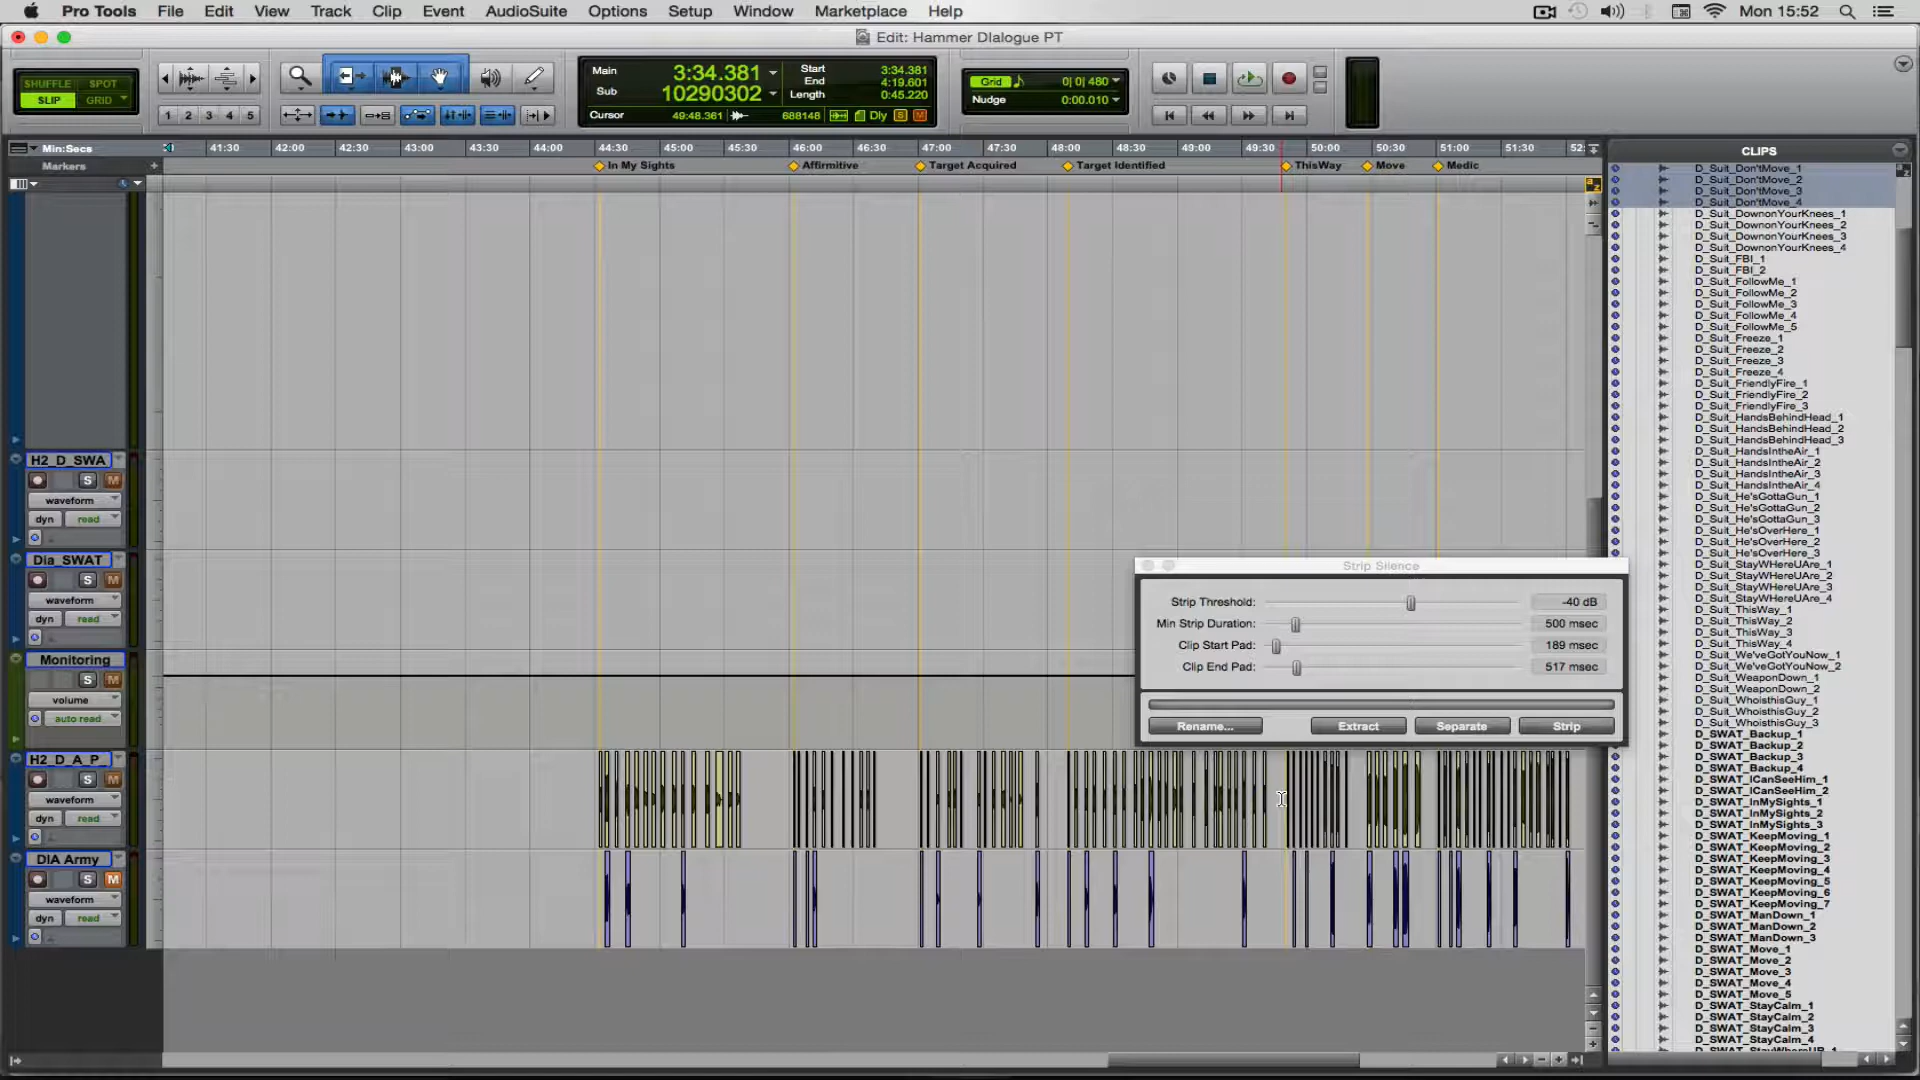 Pro Tools File Edit View Track Clip Event AudioSuite Options Setup Window Marketplace Help Mon 15:52
Edit: Hammer DIalogue PT
SHUFFLE SPOT
SLIP GRID
1 2 3 4 5
Main 3:34.381
Sub 10290302
Start 3:34.381
End 4:19.601
Length 0:45.220
Cursor 49:48.361 688148 Dly S M
Grid 0| 0| 480
Nudge 0:00.010
Min:Secs 41:30 42:00 42:30 43:00 43:30 44:00 44:30 45:00 45:30 46:00 46:30 47:00 47:30 48:00 48:30 49:00 49:30 50:00 50:30 51:00 51:30 52:
Markers In My Sights Affirmitive Target Acquired Target Identified ThisWay Move Medic
H2_D_SWA
S M
waveform
dyn read
Dia_SWAT
S M
waveform
dyn read
Monitoring
S M
volume
auto read
H2_D_A_P_
S M
waveform
dyn read
DIA Army
S M
waveform
dyn read
Strip Silence
Strip Threshold: -40 dB
Min Strip Duration: 500 msec
Clip Start Pad: 189 msec
Clip End Pad: 517 msec
Rename... Extract Separate Strip
CLIPS
D_Suit_Don'tMove_1
D_Suit_Don'tMove_2
D_Suit_Don'tMove_3
D_Suit_Don'tMove_4
D_Suit_DownonYourKnees_1
D_Suit_DownonYourKnees_2
D_Suit_DownonYourKnees_3
D_Suit_DownonYourKnees_4
D_Suit_FBI_1
D_Suit_FBI_2
D_Suit_FollowMe_1
D_Suit_FollowMe_2
D_Suit_FollowMe_3
D_Suit_FollowMe_4
D_Suit_FollowMe_5
D_Suit_Freeze_1
D_Suit_Freeze_2
D_Suit_Freeze_3
D_Suit_Freeze_4
D_Suit_FriendlyFire_1
D_Suit_FriendlyFire_2
D_Suit_FriendlyFire_3
D_Suit_HandsBehindHead_1
D_Suit_HandsBehindHead_2
D_Suit_HandsBehindHead_3
D_Suit_HandsIntheAir_1
D_Suit_HandsIntheAir_2
D_Suit_HandsIntheAir_3
D_Suit_HandsIntheAir_4
D_Suit_He'sGottaGun_1
D_Suit_He'sGottaGun_2
D_Suit_He'sGottaGun_3
D_Suit_He'sOverHere_1
D_Suit_He'sOverHere_2
D_Suit_He'sOverHere_3
D_Suit_StayWHereUAre_1
D_Suit_StayWHereUAre_2
D_Suit_StayWHereUAre_3
D_Suit_StayWHereUAre_4
D_Suit_ThisWay_1
D_Suit_ThisWay_2
D_Suit_ThisWay_3
D_Suit_ThisWay_4
D_Suit_We'veGotYouNow_1
D_Suit_We'veGotYouNow_2
D_Suit_WeaponDown_1
D_Suit_WeaponDown_2
D_Suit_WhoisthisGuy_1
D_Suit_WhoisthisGuy_2
D_Suit_WhoisthisGuy_3
D_SWAT_Backup_1
D_SWAT_Backup_2
D_SWAT_Backup_3
D_SWAT_Backup_4
D_SWAT_ICanSeeHim_1
D_SWAT_ICanSeeHim_2
D_SWAT_InMySights_1
D_SWAT_InMySights_2
D_SWAT_InMySights_3
D_SWAT_KeepMoving_1
D_SWAT_KeepMoving_2
D_SWAT_KeepMoving_3
D_SWAT_KeepMoving_4
D_SWAT_KeepMoving_5
D_SWAT_KeepMoving_6
D_SWAT_KeepMoving_7
D_SWAT_ManDown_1
D_SWAT_ManDown_2
D_SWAT_ManDown_3
D_SWAT_Move_1
D_SWAT_Move_2
D_SWAT_Move_3
D_SWAT_Move_4
D_SWAT_Move_5
D_SWAT_StayCalm_1
D_SWAT_StayCalm_2
D_SWAT_StayCalm_3
D_SWAT_StayCalm_4